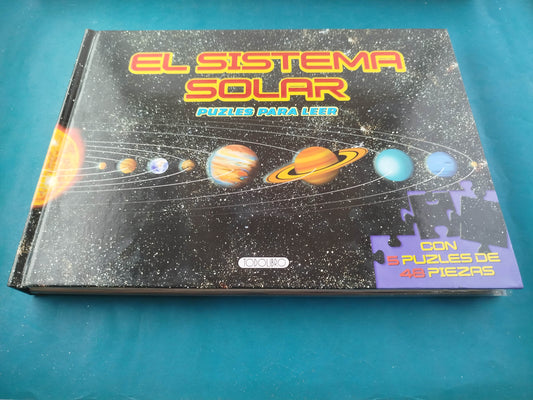 EL SISTEMA
SOLAR
PUZLES PARA LEER
CON
5 PUZLES DE
48 PIEZAS
TODOLIBRO